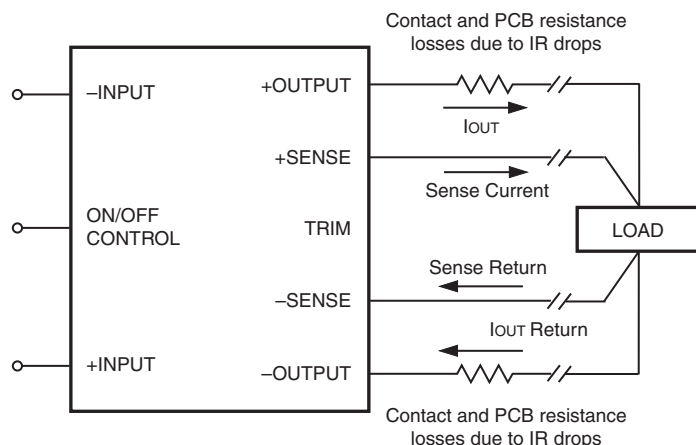 Contact and PCB resistance
losses due to IR drops
–INPUT
+OUTPUT
IOUT
+SENSE
Sense Current
ON/OFF
CONTROL
TRIM
LOAD
Sense Return
–SENSE
IOUT Return
+INPUT
–OUTPUT
Contact and PCB resistance
losses due to IR drops